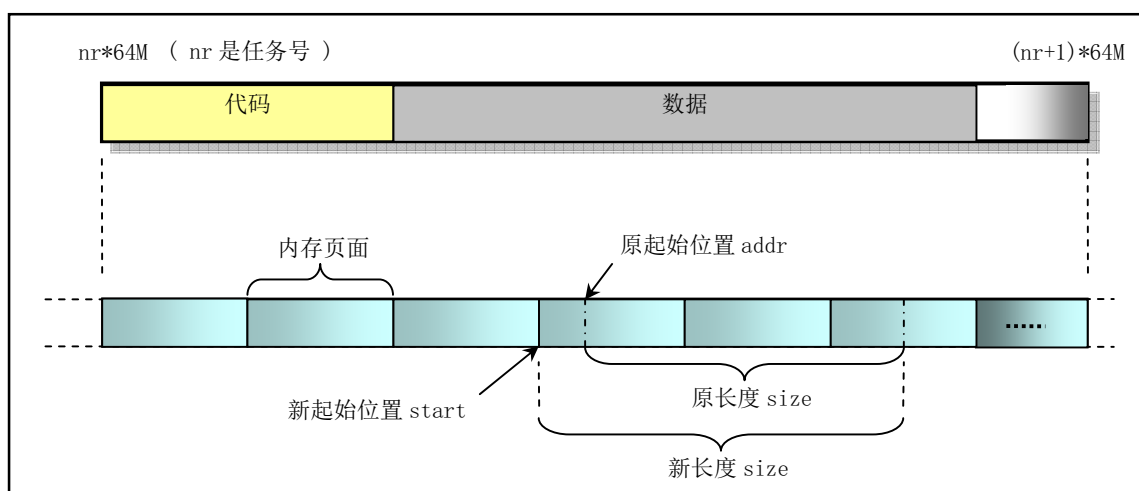 nr*64M （ nr 是任务号 ）
(nr+1)*64M
代码
数据
内存页面
原起始位置 addr
......
新起始位置 start
原长度 size
新长度 size